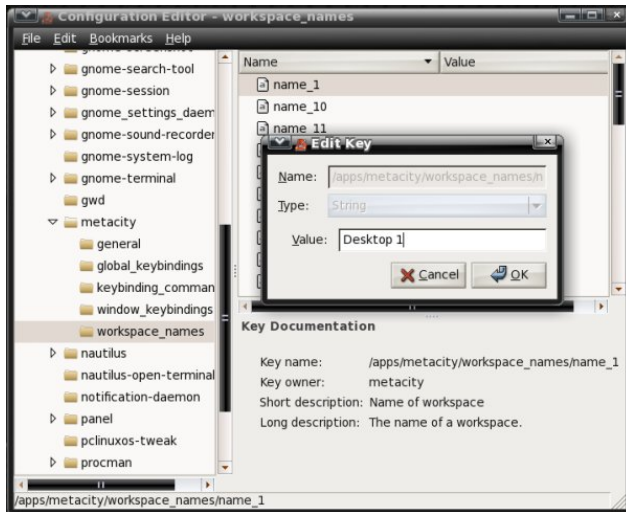 Configuration Editor - workspace_names
File Edit Bookmarks Help
gnome-search-tool
gnome-session
gnome_settings_daem
gnome-sound-recorder
gnome-system-log
gnome-terminal
gwd
metacity
general
global_keybindings
keybinding_comman
window_keybindings
workspace_names
nautilus
nautilus-open-terminal
notification-daemon
panel
pclinuxos-tweak
procman
Name Value
name_1
name_10
name_11
Edit Key
Name: /apps/metacity/workspace_names/n
Type: String
Value: Desktop 1
Cancel OK
Key Documentation
Key name: /apps/metacity/workspace_names/name_1
Key owner: metacity
Short description: Name of workspace
Long description: The name of a workspace.
/apps/metacity/workspace_names/name_1